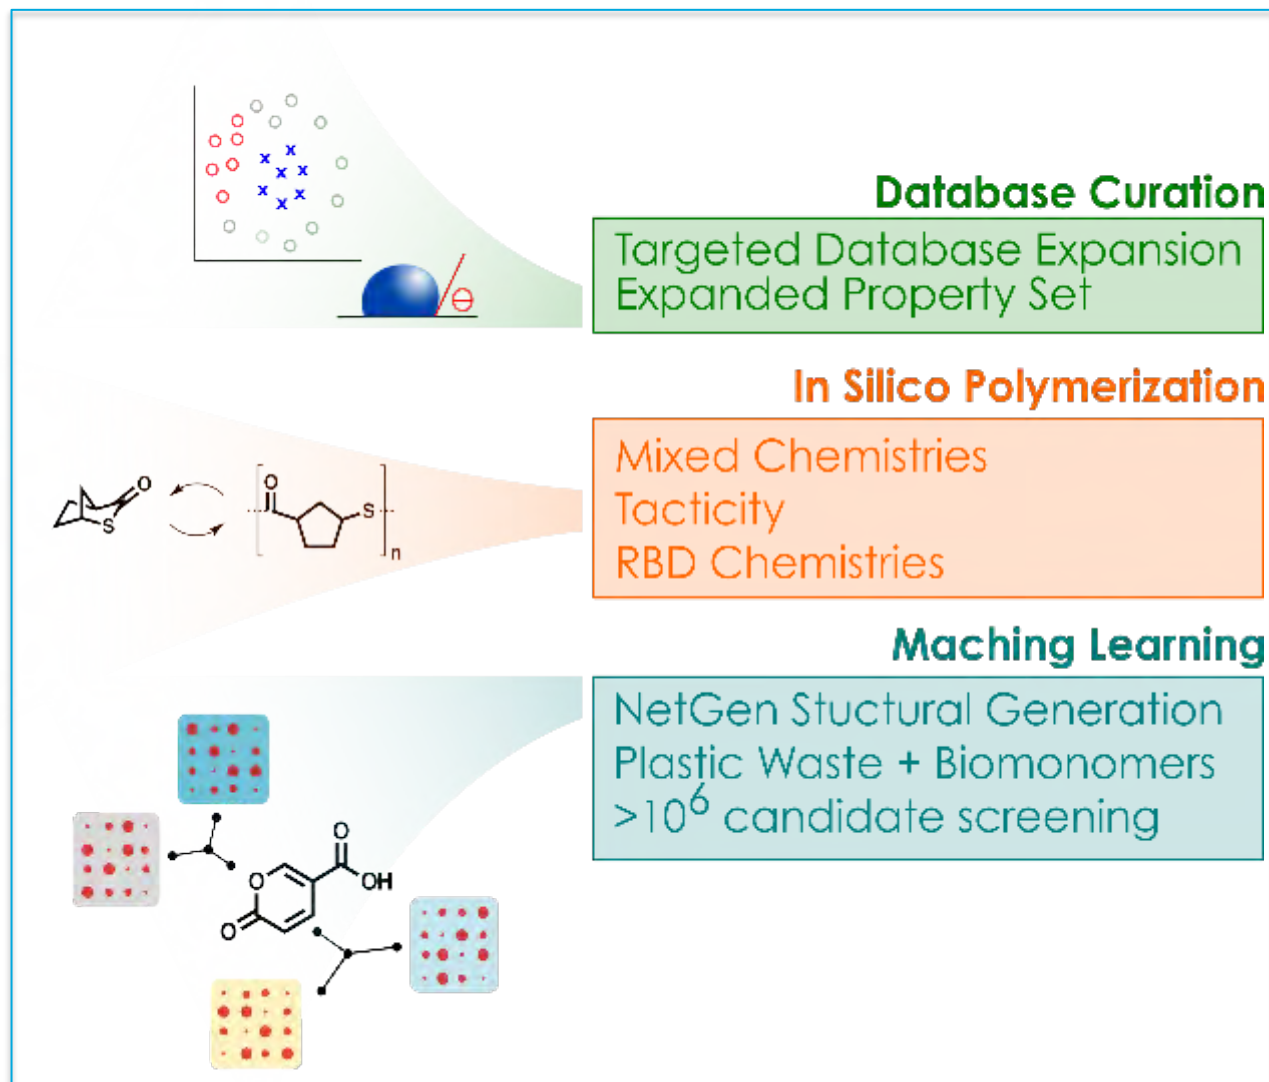 Database Curation
Targeted Database Expansion
Expanded Property Set
Θ
In Silico Polymerization
Mixed Chemistries
Tacticity
RBD Chemistries
O
S
O
S
n
Maching Learning
NetGen Stuctural Generation
Plastic Waste + Biomonomers
>10⁶ candidate screening
O
O
OH
O